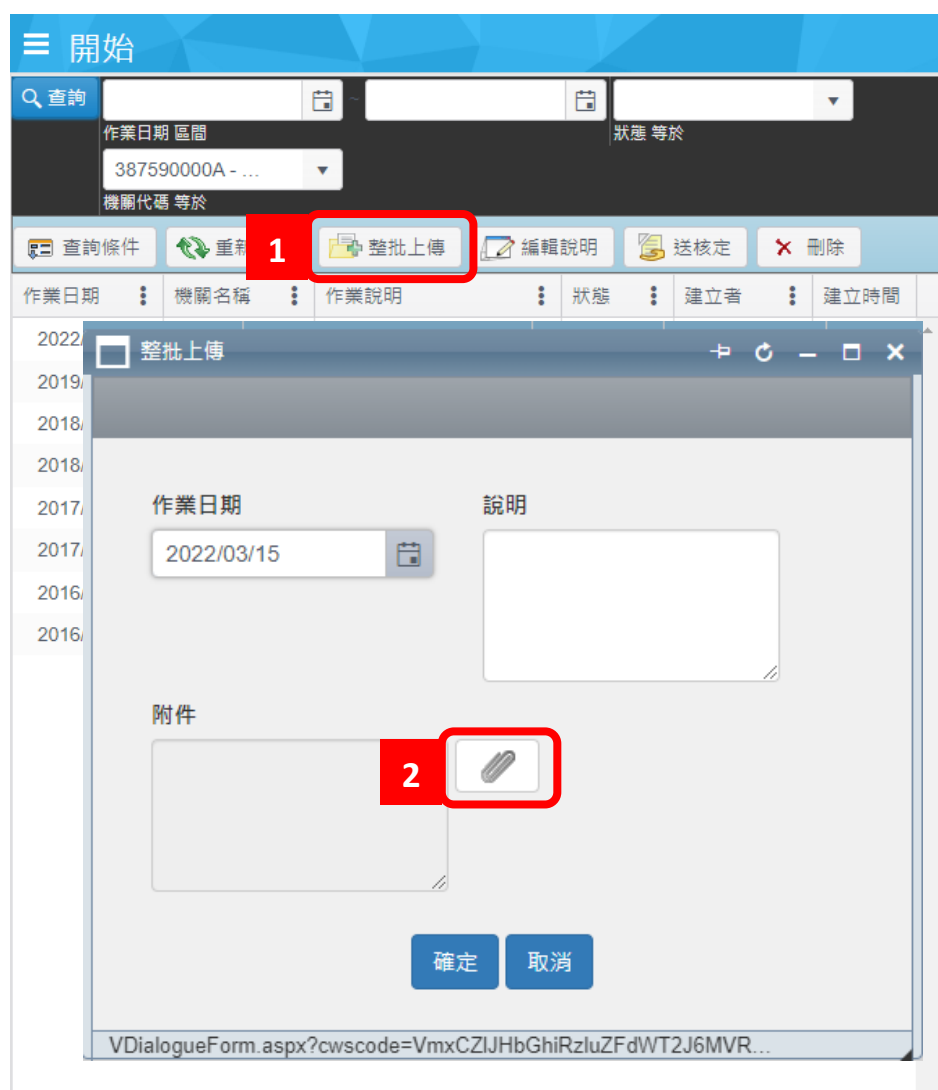 開始
查詢
~
作業日期 區間
狀態 等於
387590000A - ...
機關代碼 等於
查詢條件 重新 1 整批上傳 編輯說明 送核定 刪除
作業日期 機關名稱 作業說明 狀態 建立者 建立時間
2022/
整批上傳
2019/
2018/
2018/
2017/
作業日期 說明
2022/03/15
2017/
2016/
2016/
附件
2
確定 取消
VDialogueForm.aspx?cwscode=VmxCZlJHbGhiRzluZFdWT2J6MVR...